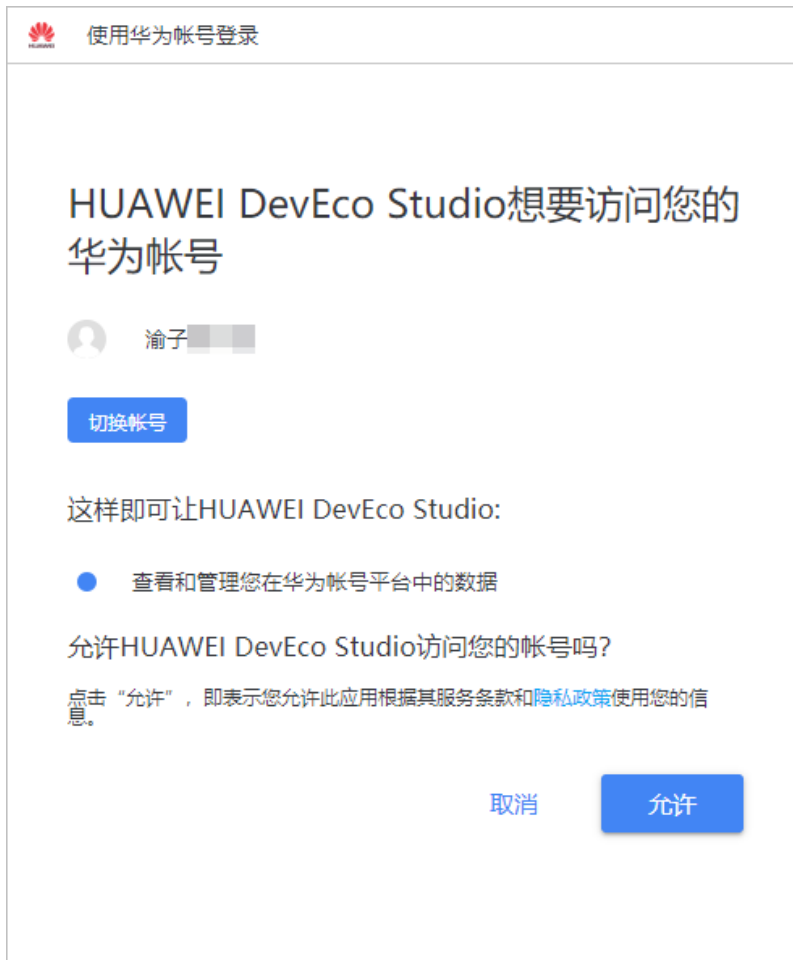 HUAWEI
使用华为帐号登录
HUAWEI DevEco Studio想要访问您的
华为帐号
渝子
切换帐号
这样即可让HUAWEI DevEco Studio:
查看和管理您在华为帐号平台中的数据
允许HUAWEI DevEco Studio访问您的帐号吗?
点击“允许”，即表示您允许此应用根据其服务条款和隐私政策使用您的信
息。
取消
允许